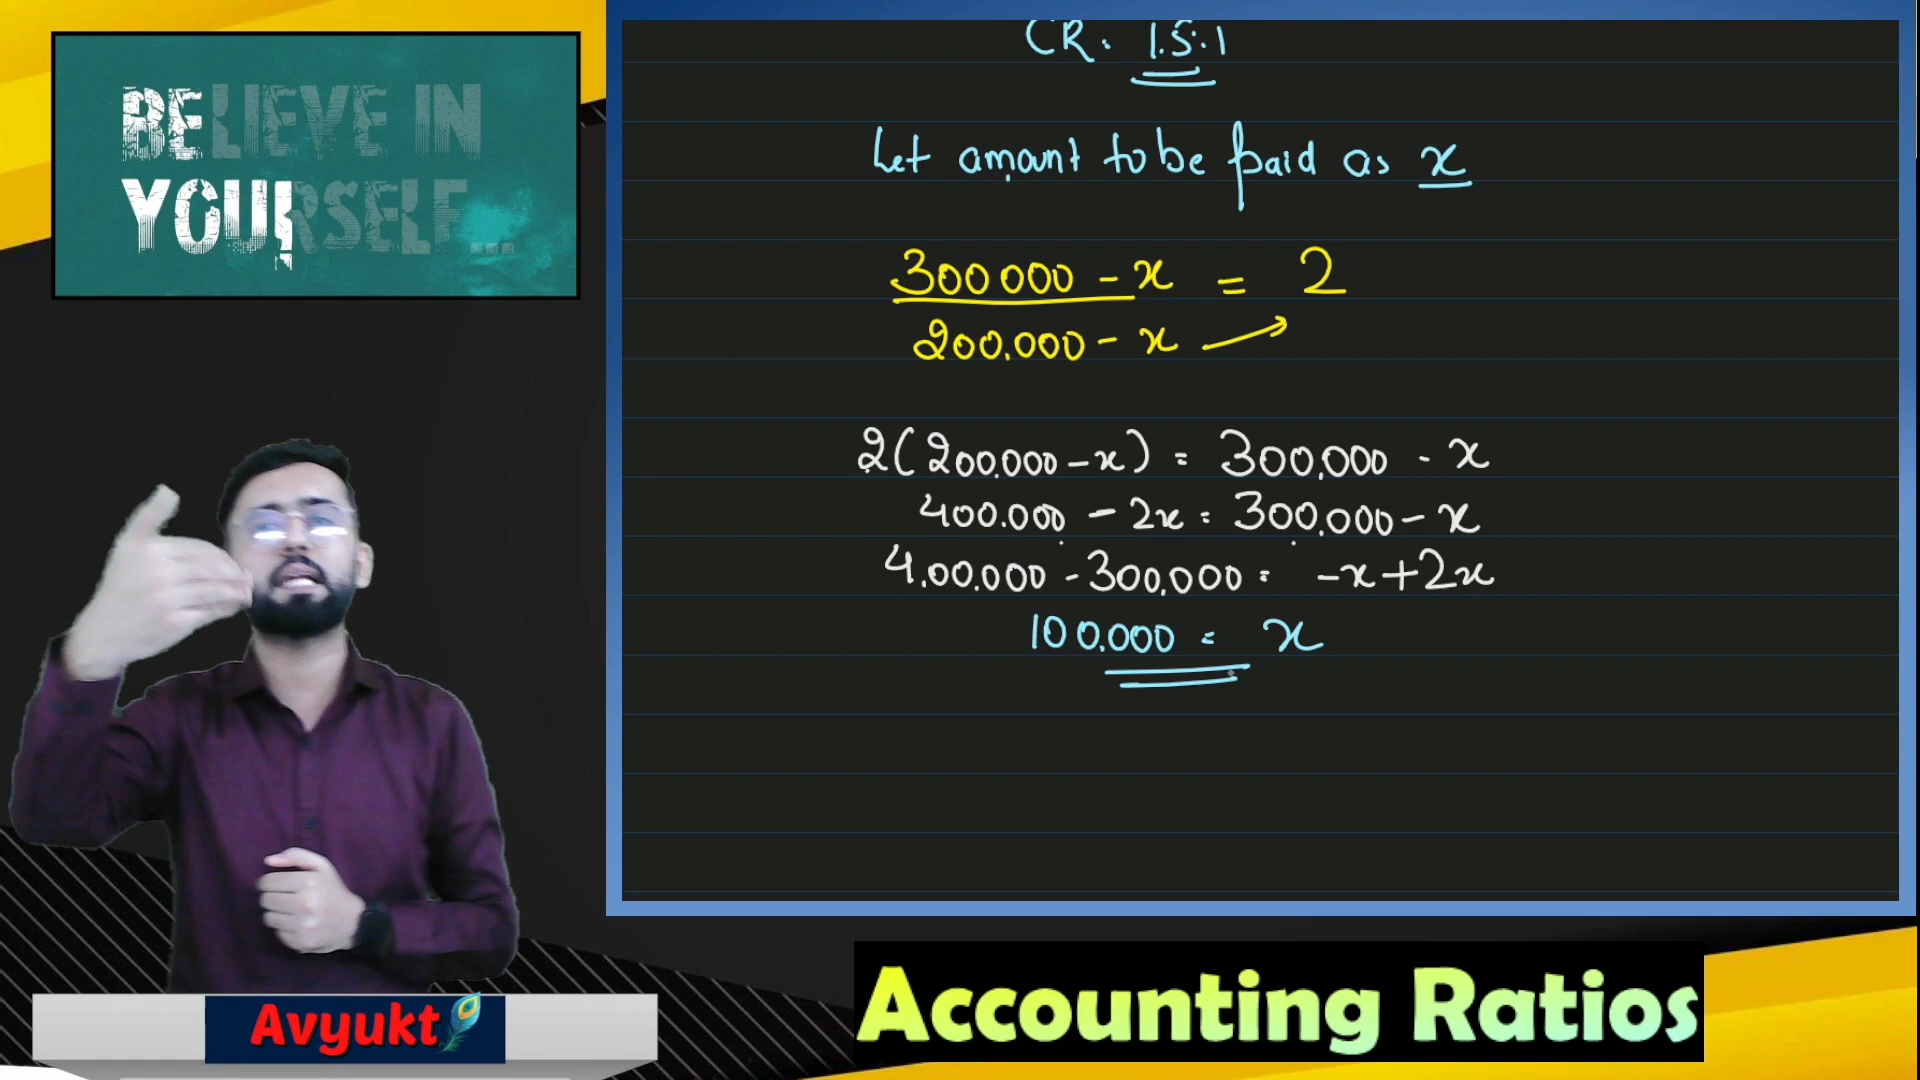 BELIEVE IN
YOURSELF...
CR: 1.5:1
Let amount to be paid as x
300000 - x = 2
200,000 - x
2(200,000 - x) = 300,000 - x
400,000 - 2x = 300,000 - x
4,00,000 - 300,000 = -x + 2x
100,000 = x
Avyukt
Accounting Ratios